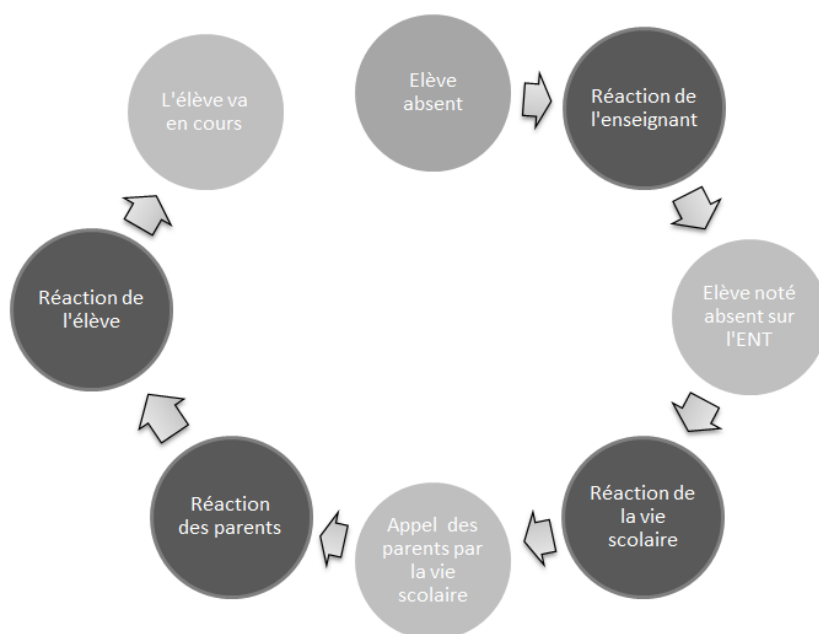 Elève
absent
Réaction de
l'enseignant
Elève noté
absent sur
l'ENT
Réaction de
la vie
scolaire
Appel des
parents par
la vie
scolaire
Réaction
des parents
Réaction de
l'élève
L'élève va
en cours